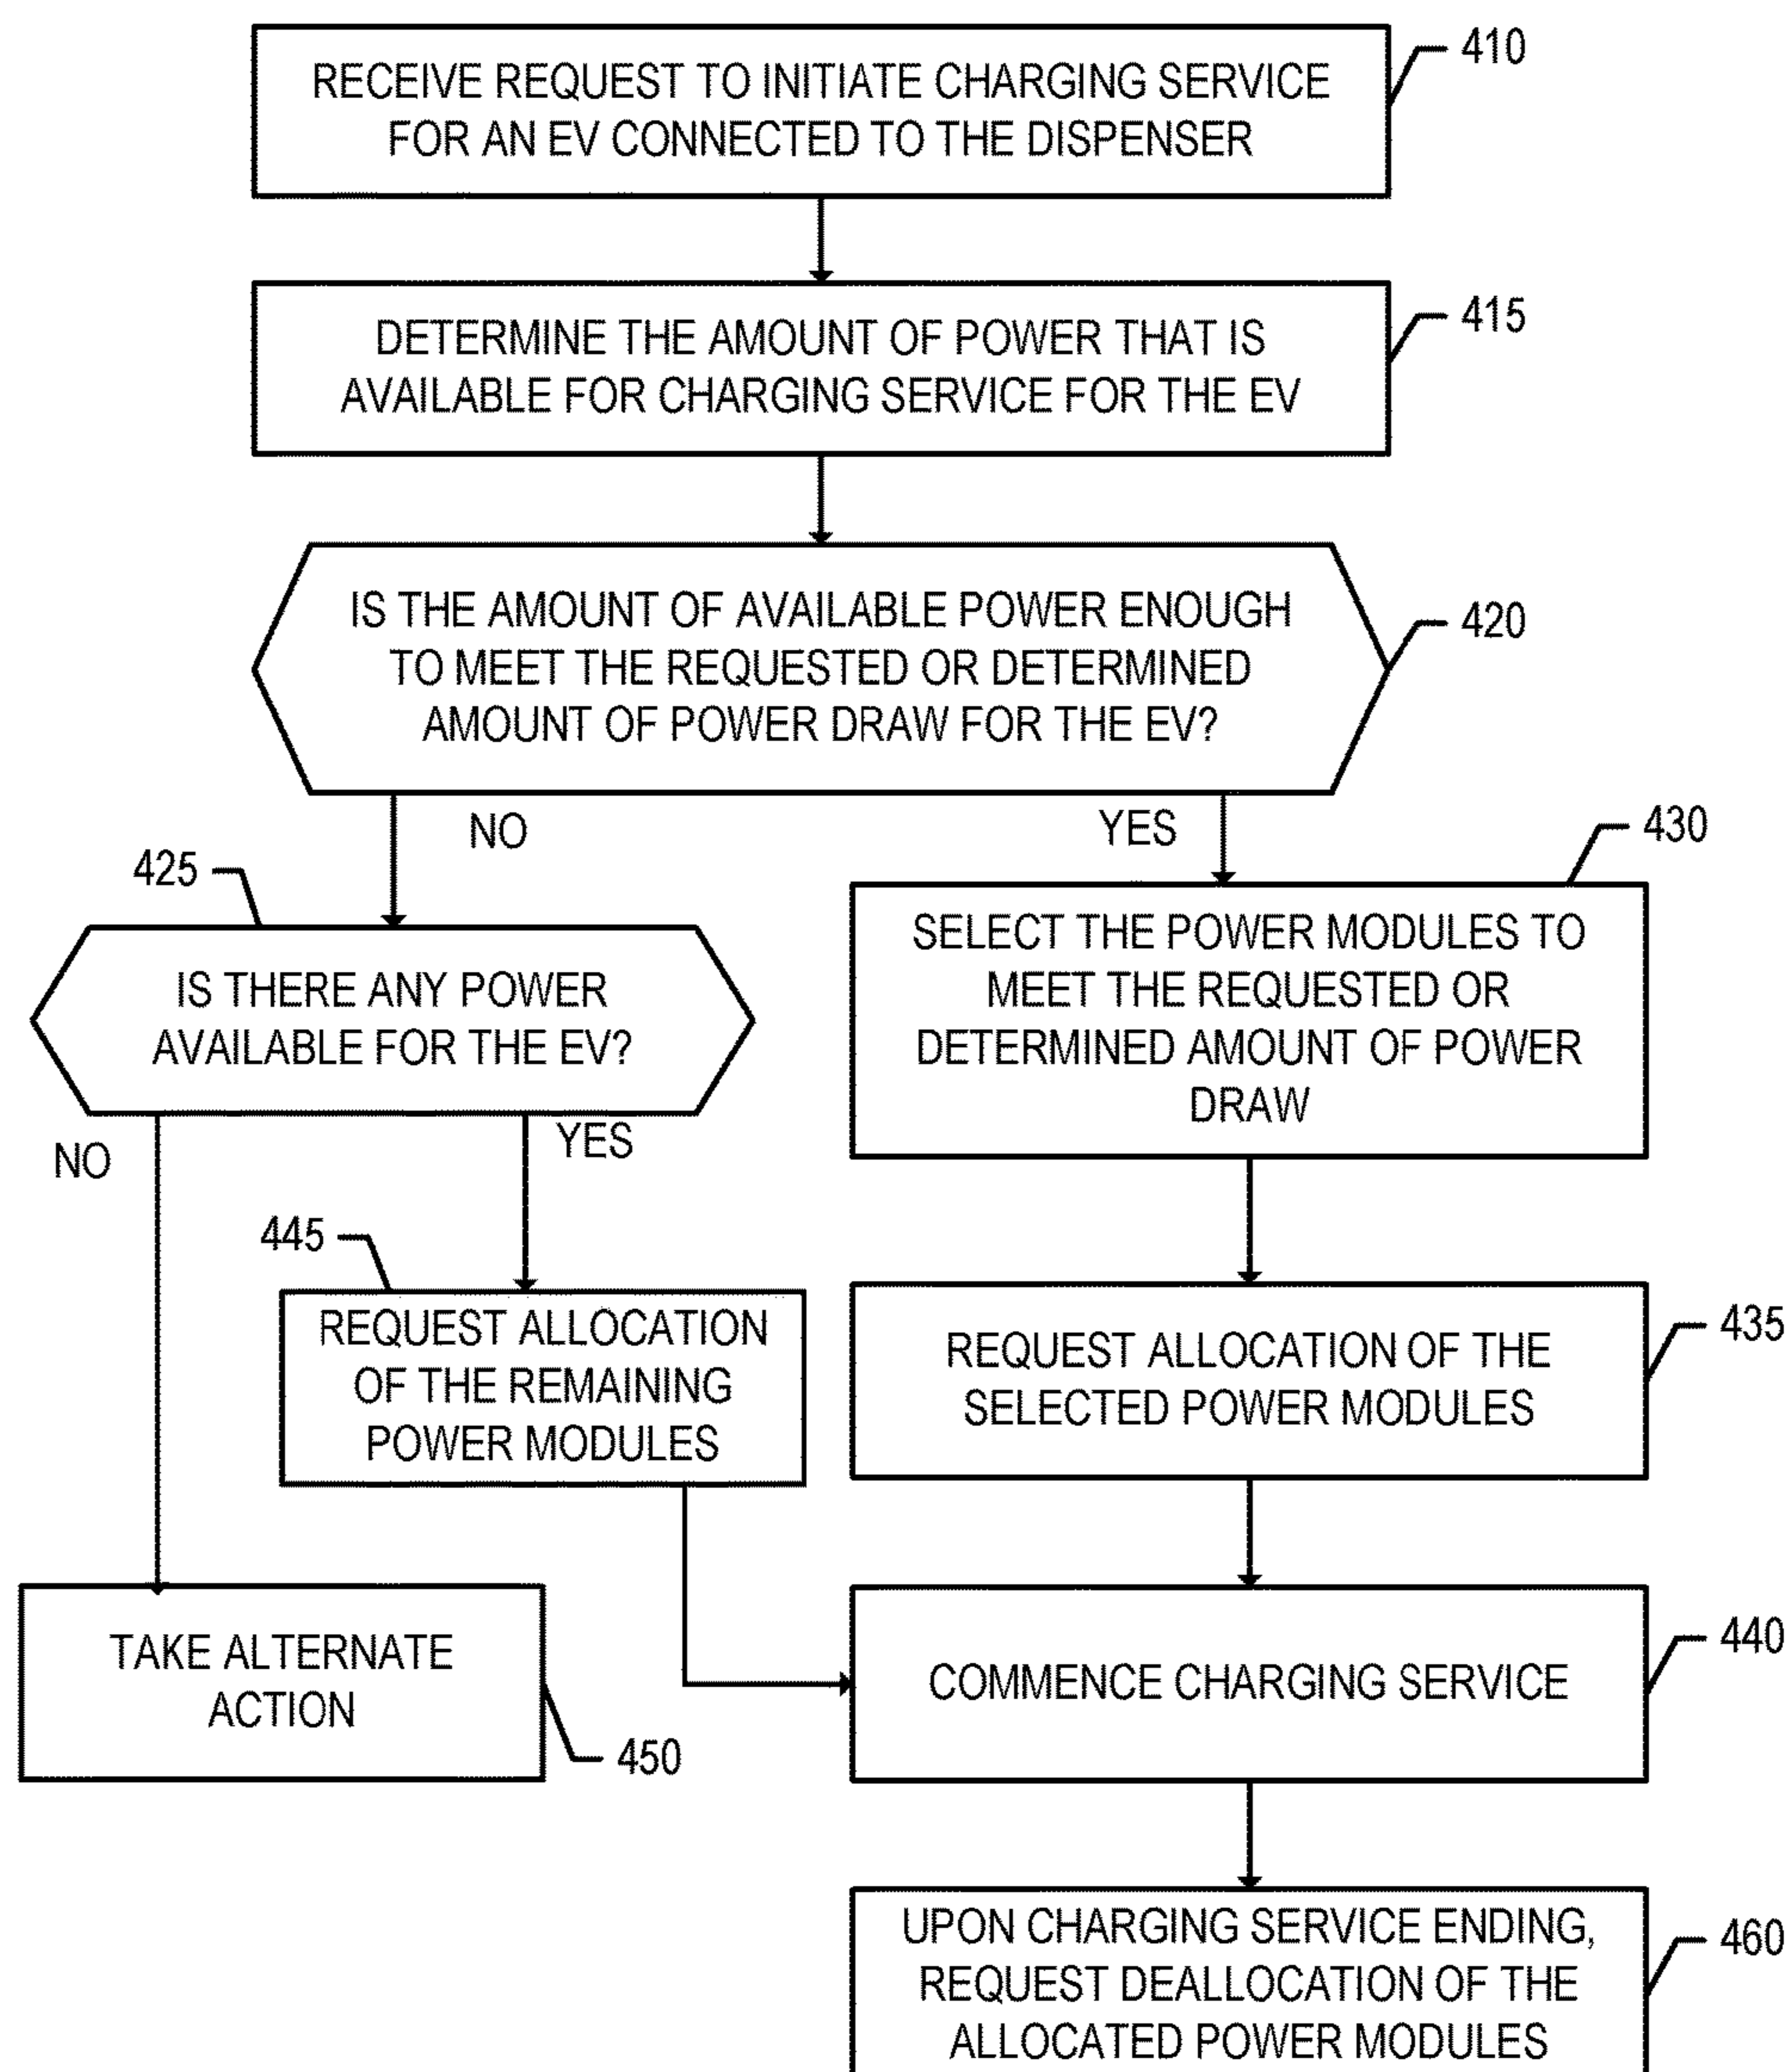 RECEIVE REQUEST TO INITIATE CHARGING SERVICE
FOR AN EV CONNECTED TO THE DISPENSER
410
DETERMINE THE AMOUNT OF POWER THAT IS
AVAILABLE FOR CHARGING SERVICE FOR THE EV
415
IS THE AMOUNT OF AVAILABLE POWER ENOUGH
TO MEET THE REQUESTED OR DETERMINED
AMOUNT OF POWER DRAW FOR THE EV?
420
NO
YES
425
IS THERE ANY POWER
AVAILABLE FOR THE EV?
430
SELECT THE POWER MODULES TO
MEET THE REQUESTED OR
DETERMINED AMOUNT OF POWER
DRAW
NO
YES
445
REQUEST ALLOCATION
OF THE REMAINING
POWER MODULES
REQUEST ALLOCATION OF THE
SELECTED POWER MODULES
435
TAKE ALTERNATE
ACTION
450
COMMENCE CHARGING SERVICE
440
UPON CHARGING SERVICE ENDING,
REQUEST DEALLOCATION OF THE
ALLOCATED POWER MODULES
460